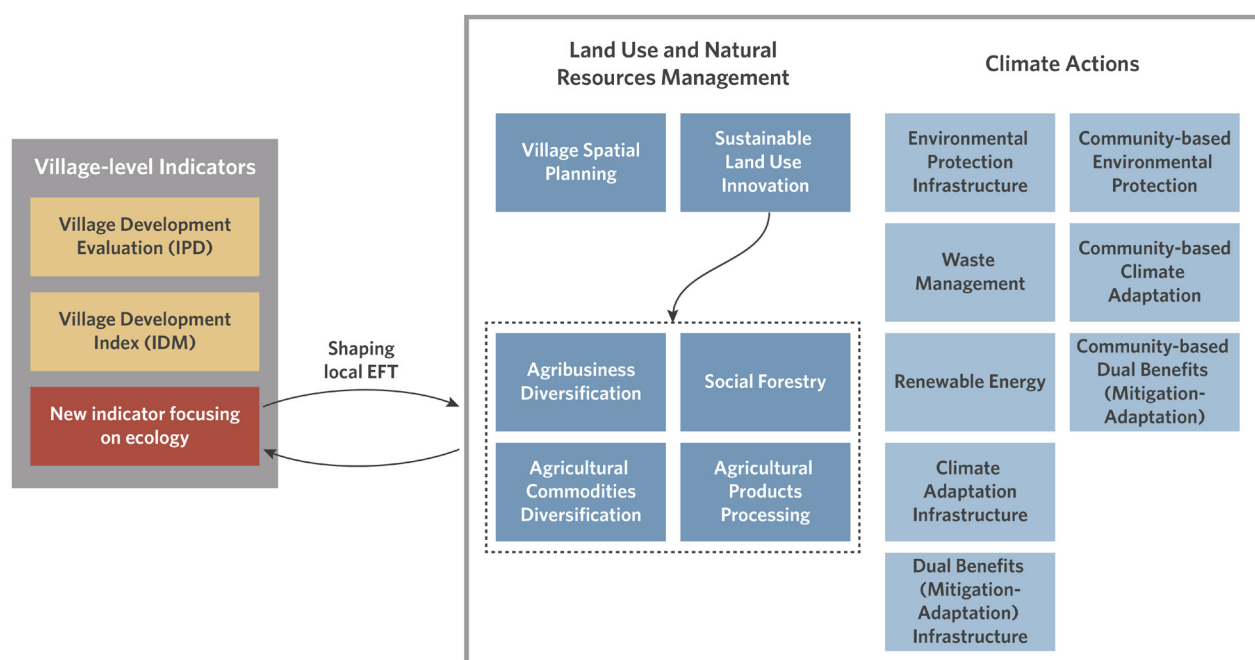 Village-level Indicators
Village Development
Evaluation (IPD)
Village Development
Index (IDM)
New indicator focusing
on ecology
Shaping
local EFT
Land Use and Natural
Resources Management
Village Spatial
Planning
Sustainable
Land Use
Innovation
Agribusiness
Diversification
Social Forestry
Agricultural
Commodities
Diversification
Agricultural
Products
Processing
Climate Actions
Environmental
Protection
Infrastructure
Community-based
Environmental
Protection
Waste
Management
Community-based
Climate
Adaptation
Renewable Energy
Community-based
Dual Benefits
(Mitigation-
Adaptation)
Climate
Adaptation
Infrastructure
Dual Benefits
(Mitigation-
Adaptation)
Infrastructure